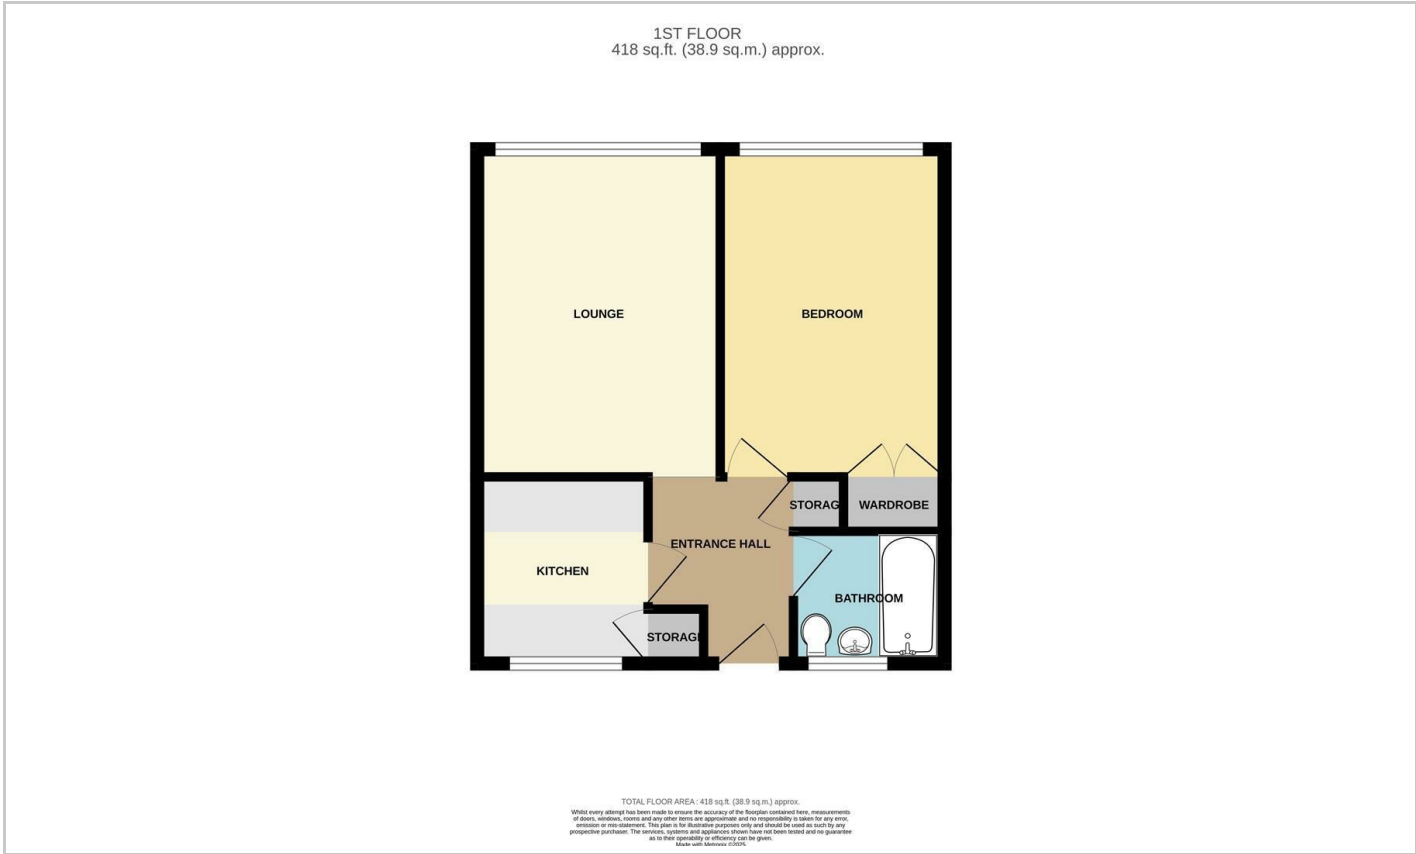 1ST FLOOR
418 sq.ft. (38.9 sq.m.) approx.
LOUNGE
BEDROOM
STORAG
WARDROBE
ENTRANCE HALL
KITCHEN
BATHROOM
STORAG
TOTAL FLOOR AREA : 418 sq.ft. (38.9 sq.m.) approx.
Whilst every attempt has been made to ensure the accuracy of the floorplan contained here, measurements
of doors, windows, rooms and any other items are approximate and no responsibility is taken for any error,
omission or mis-statement. This plan is for illustrative purposes only and should be used as such by any
prospective purchaser. The services, systems and appliances shown have not been tested and no guarantee
as to their operability or efficiency can be given.
Made with Metropix ©2025